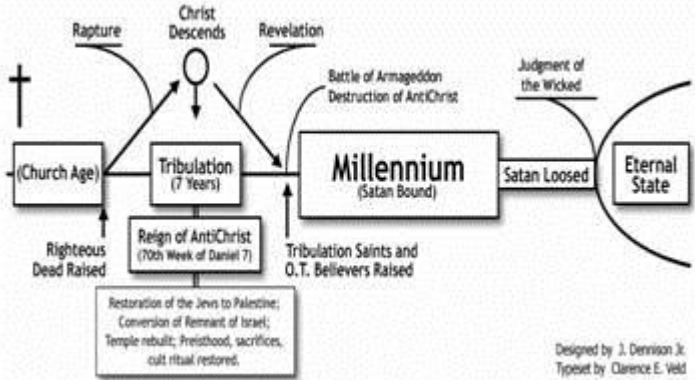 Rapture
Christ
Descends
Revelation
Battle of Armageddon
Destruction of AntiChrist
Judgment of
the Wicked
(Church Age)
Tribulation
(7 Years)
Millennium
(Satan Bound)
Satan Loosed
Eternal
State
Righteous
Dead Raised
Reign of AntiChrist
(70th Week of Daniel 7)
Tribulation Saints and
O.T. Believers Raised
Restoration of the Jews to Palestine;
Conversion of Remnant of Israel;
Temple rebuilt; Preisthood, sacrifices,
cult ritual restored.
Designed by J. Dennison Jr.
Typeset by Clarence E. Veld